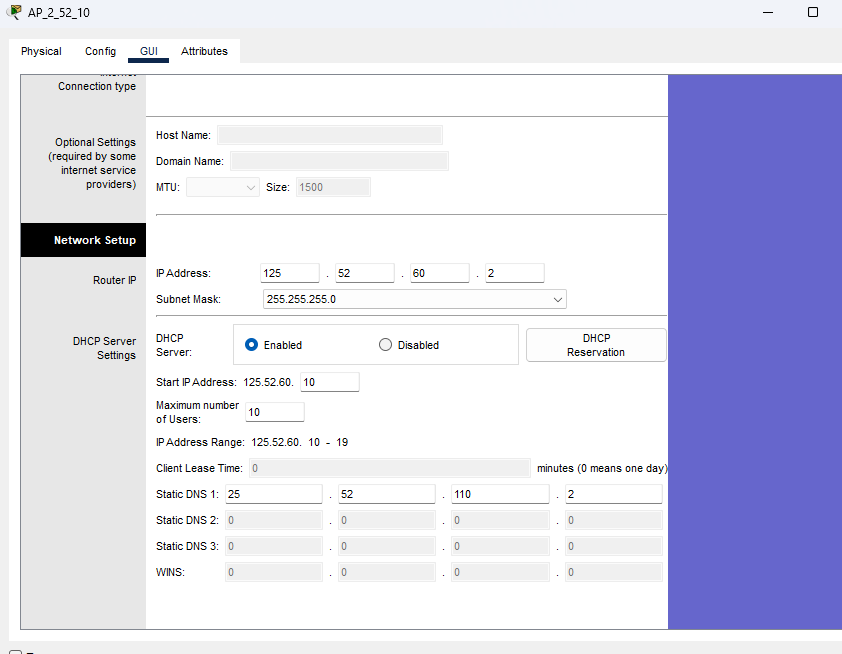 AP_2_52_10
Physical Config GUI Attributes
Internet
Connection type
Optional Settings
(required by some
internet service
providers)
Host Name:
Domain Name:
MTU: Size: 1500
Network Setup
Router IP
IP Address: 125 . 52 . 60 . 2
Subnet Mask: 255.255.255.0
DHCP Server
Settings
DHCP
Server:
Enabled Disabled
DHCP
Reservation
Start IP Address: 125.52.60. 10
Maximum number
of Users: 10
IP Address Range: 125.52.60. 10 - 19
Client Lease Time: 0 minutes (0 means one day)
Static DNS 1: 25 . 52 . 110 . 2
Static DNS 2: 0 . 0 . 0 . 0
Static DNS 3: 0 . 0 . 0 . 0
WINS: 0 . 0 . 0 . 0